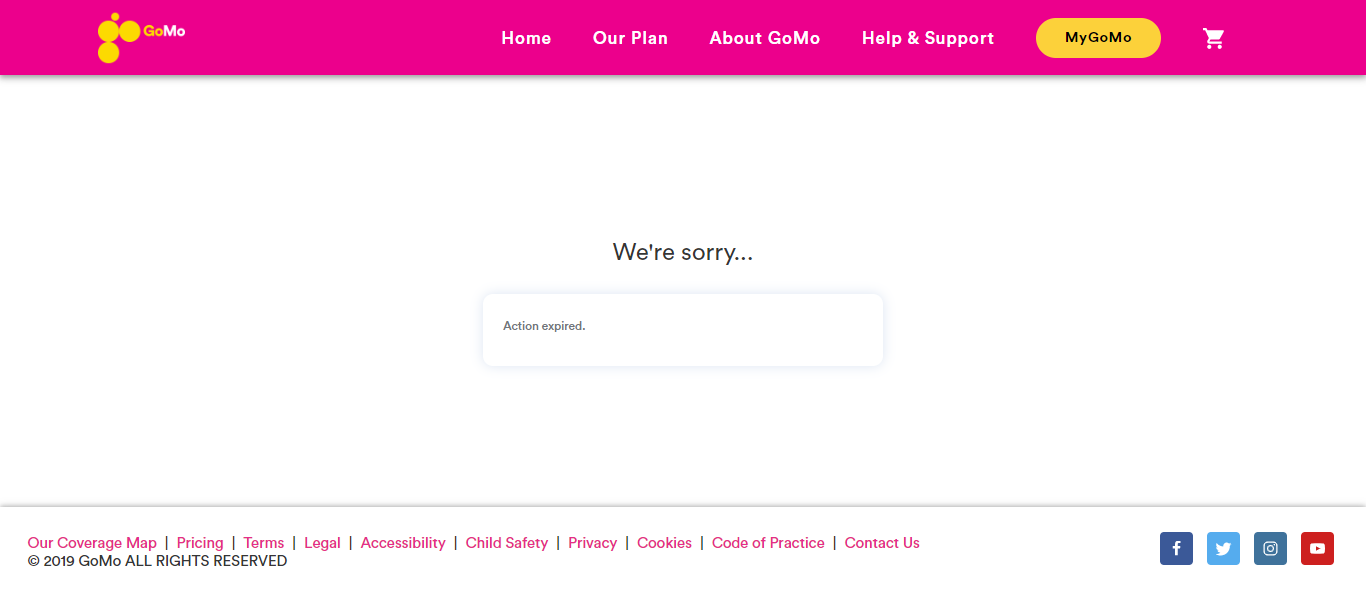 GoMo Home Our Plan About GoMo Help & Support MyGoMo
We're sorry...
Action expired.
Our Coverage Map | Pricing | Terms | Legal | Accessibility | Child Safety | Privacy | Cookies | Code of Practice | Contact Us
© 2019 GoMo ALL RIGHTS RESERVED